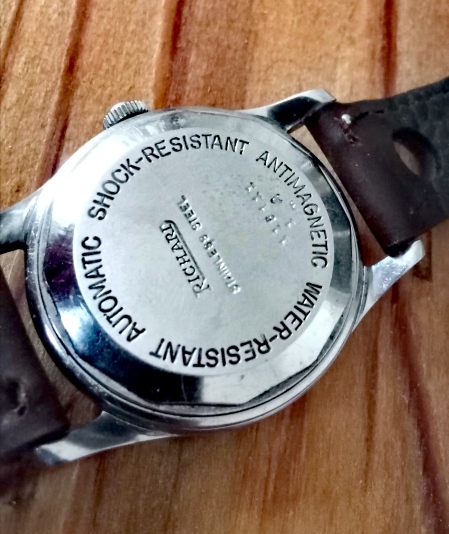 AUTOMATIC SHOCK-RESISTANT ANTIMAGNETIC WATER-RESISTANT
RICHARD
STAINLESS STEEL